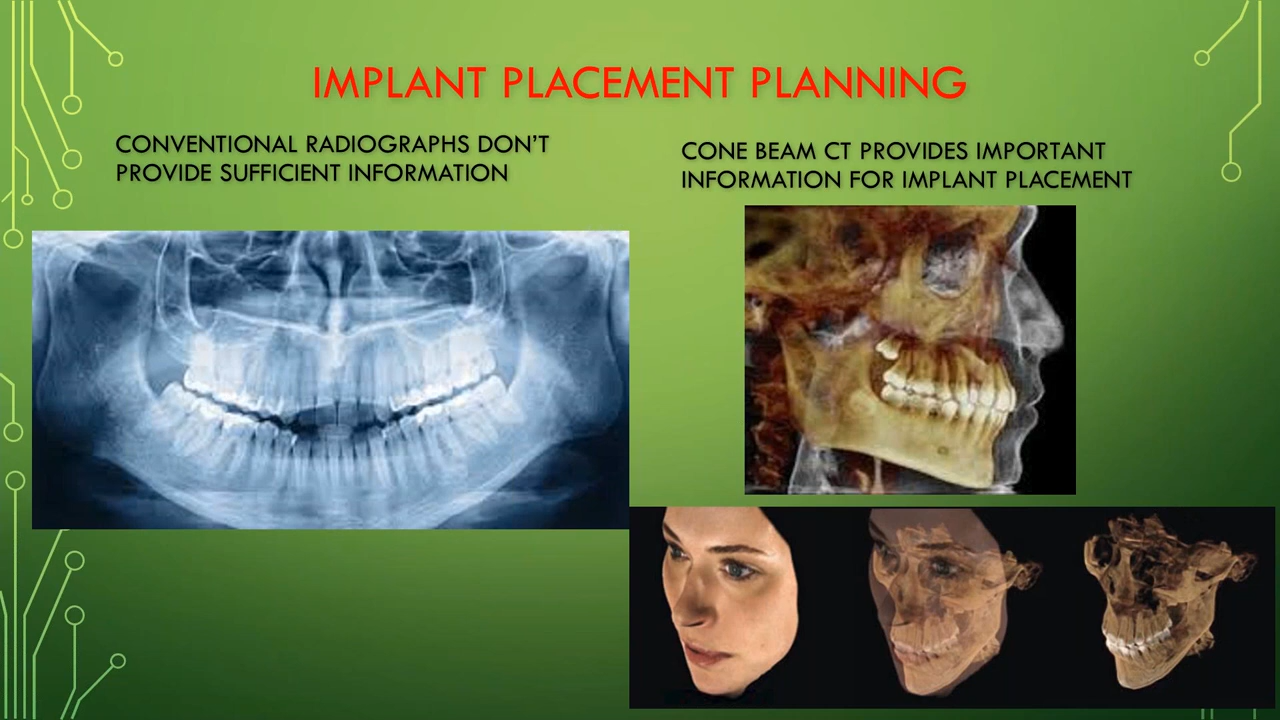 IMPLANT PLACEMENT PLANNING
CONVENTIONAL RADIOGRAPHS DON'T
PROVIDE SUFFICIENT INFORMATION
CONE BEAM CT PROVIDES IMPORTANT
INFORMATION FOR IMPLANT PLACEMENT